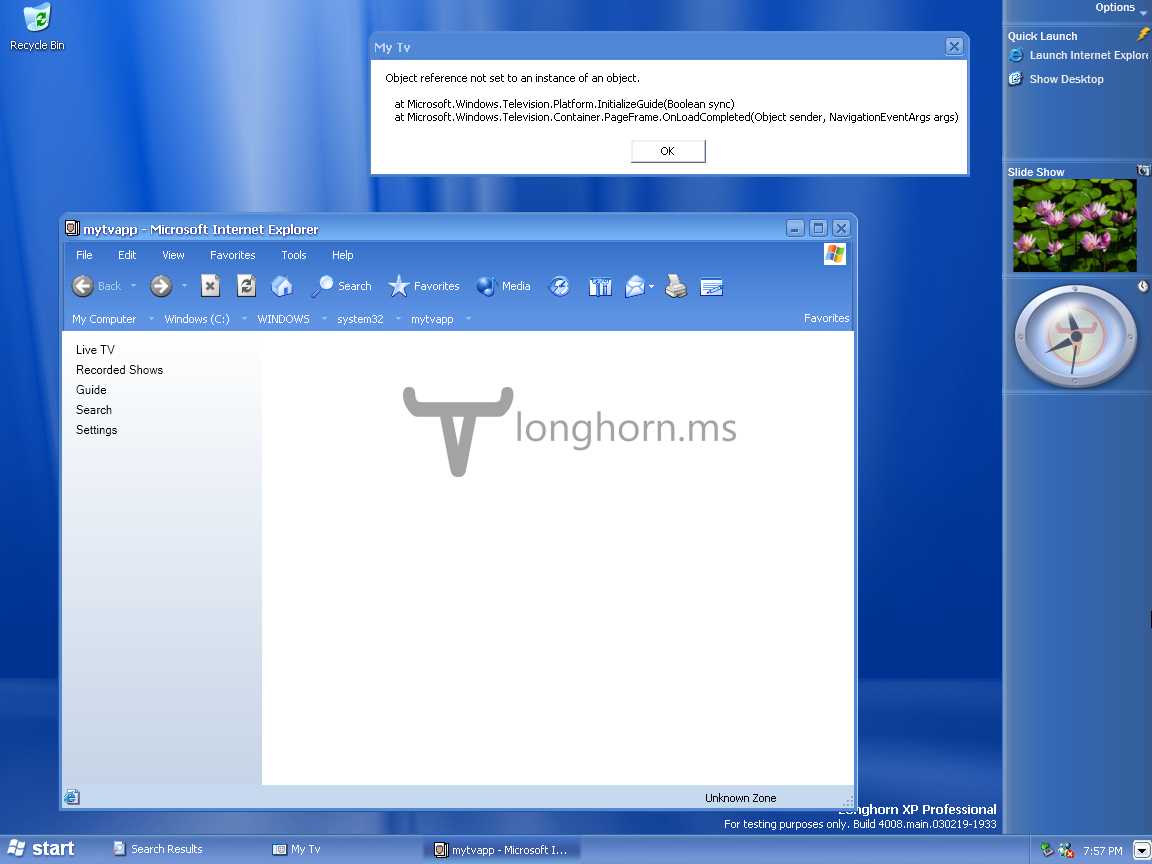 Recycle Bin
My Tv
Object reference not set to an instance of an object.
at Microsoft.Windows.Television.Platform.InitializeGuide(Boolean sync)
at Microsoft.Windows.Television.Container.PageFrame.OnLoadCompleted(Object sender, NavigationEventArgs args)
OK
Options
Quick Launch
Launch Internet Explore
Show Desktop
Slide Show
mytvapp - Microsoft Internet Explorer
File Edit View Favorites Tools Help
Back Search Favorites Media
My Computer Windows (C:) WINDOWS system32 mytvapp Favorites
Live TV
Recorded Shows
Guide
Search
Settings
longhorn.ms
Unknown Zone
Longhorn XP Professional
For testing purposes only. Build 4008.main.030219-1933
start Search Results My Tv mytvapp - Microsoft I... 7:57 PM